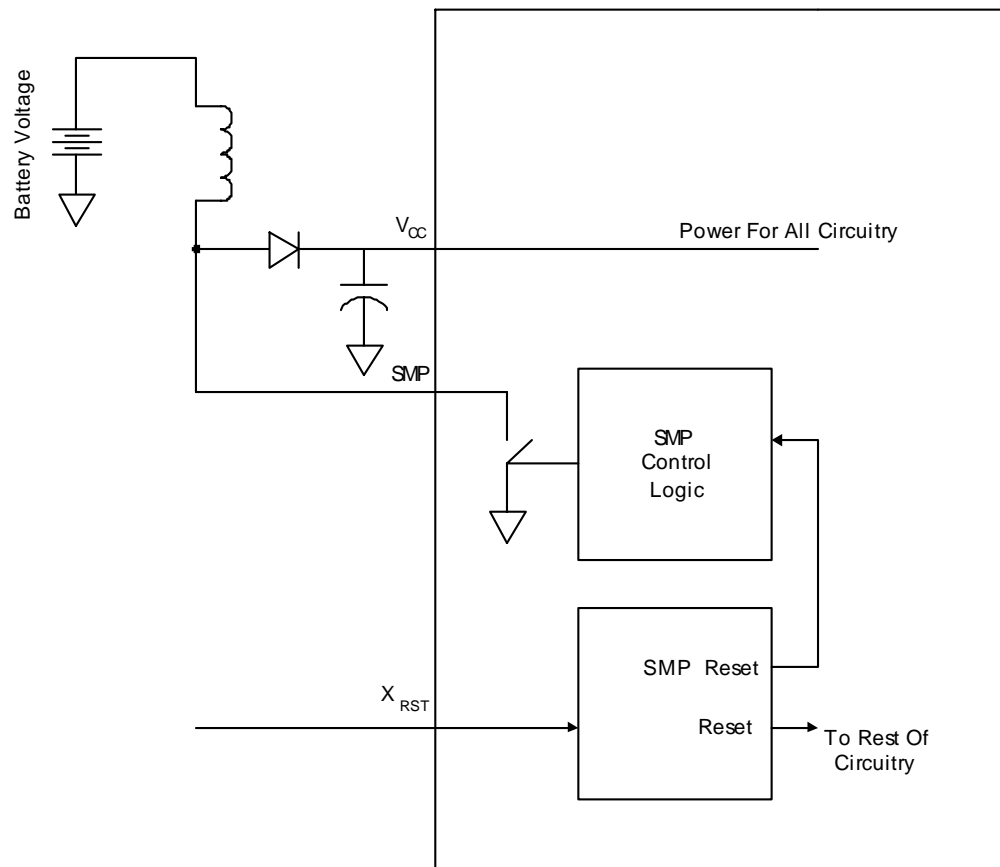 Battery Voltage
VCC
Power For All Circuitry
SMP
SMP
Control
Logic
SMP Reset
XRST
Reset
To Rest Of
Circuitry